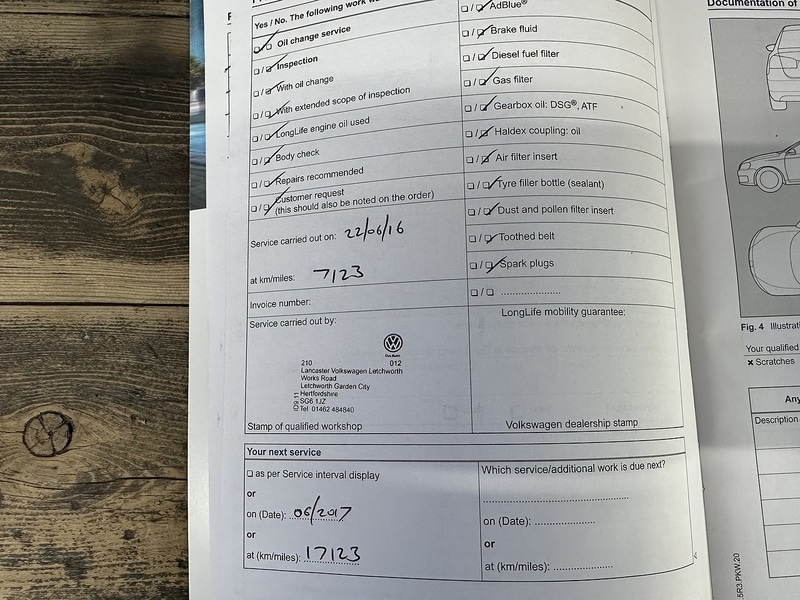 Yes / No. The following work
☐ / ☐ Oil change service
☐ / ☐ Inspection
☐ / ☐ With oil change
☐ / ☐ With extended scope of inspection
☐ / ☐ LongLife engine oil used
☐ / ☐ Body check
☐ / ☐ Repairs recommended
☐ / ☐ Customer request
(this should also be noted on the order)
Service carried out on: 22/06/16
at km/miles: 7123
Invoice number:
Service carried out by:
210 012
Lancaster Volkswagen Letchworth
Works Road
Letchworth Garden City
Hertfordshire
SG6 1JZ
Tel 01462 484840
Stamp of qualified workshop
☐ / ☐ AdBlue®
☐ / ☐ Brake fluid
☐ / ☐ Diesel fuel filter
☐ / ☐ Gas filter
☐ / ☐ Gearbox oil: DSG®, ATF
☐ / ☐ Haldex coupling: oil
☐ / ☐ Air filter insert
☐ / ☐ Tyre filler bottle (sealant)
☐ / ☐ Dust and pollen filter insert
☐ / ☐ Toothed belt
☐ / ☐ Spark plugs
☐ / ☐ ......................
LongLife mobility guarantee:
Volkswagen dealership stamp
Your next service
☐ as per Service interval display
or
on (Date): 06/2017
or
at (km/miles): 17123
Which service/additional work is due next?
on (Date): ......................
or
at (km/miles): ......................
Documentation of
Fig. 4
Your qualified
× Scratches
Any
Description
5R3.PKW.20